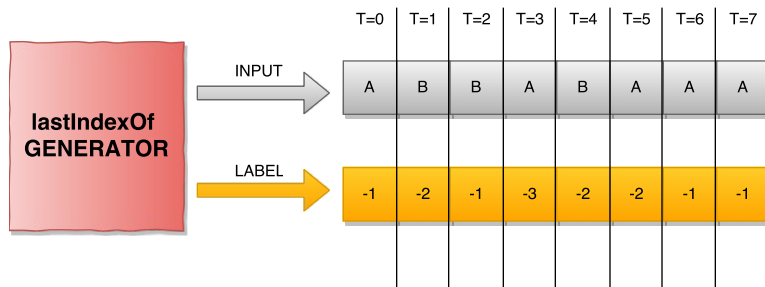 T=0 T=1 T=2 T=3 T=4 T=5 T=6 T=7
INPUT
A B B A B A A A
lastIndexOf
GENERATOR
LABEL
-1 -2 -1 -3 -2 -2 -1 -1